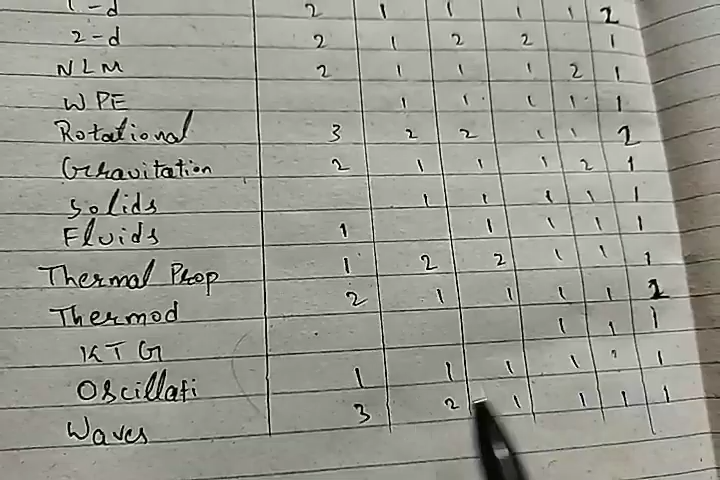 1-d 2 1 1 1 1 2
2-d 2 1 2 2 1
NLM 2 1 1 1 2 1
WPE 1 1 1 1 1
Rotational 3 2 2 1 1 2
Gravitation 2 1 1 1 2 1
Solids 1 1 1 1 1
Fluids 1 1 1 1 1
Thermal Prop 1 2 2 1 1 1
Thermod 2 1 1 1 1 2
KTG 1 1 1
Oscillati 1 1 1 1 1
Waves 3 2 1 1 1 1